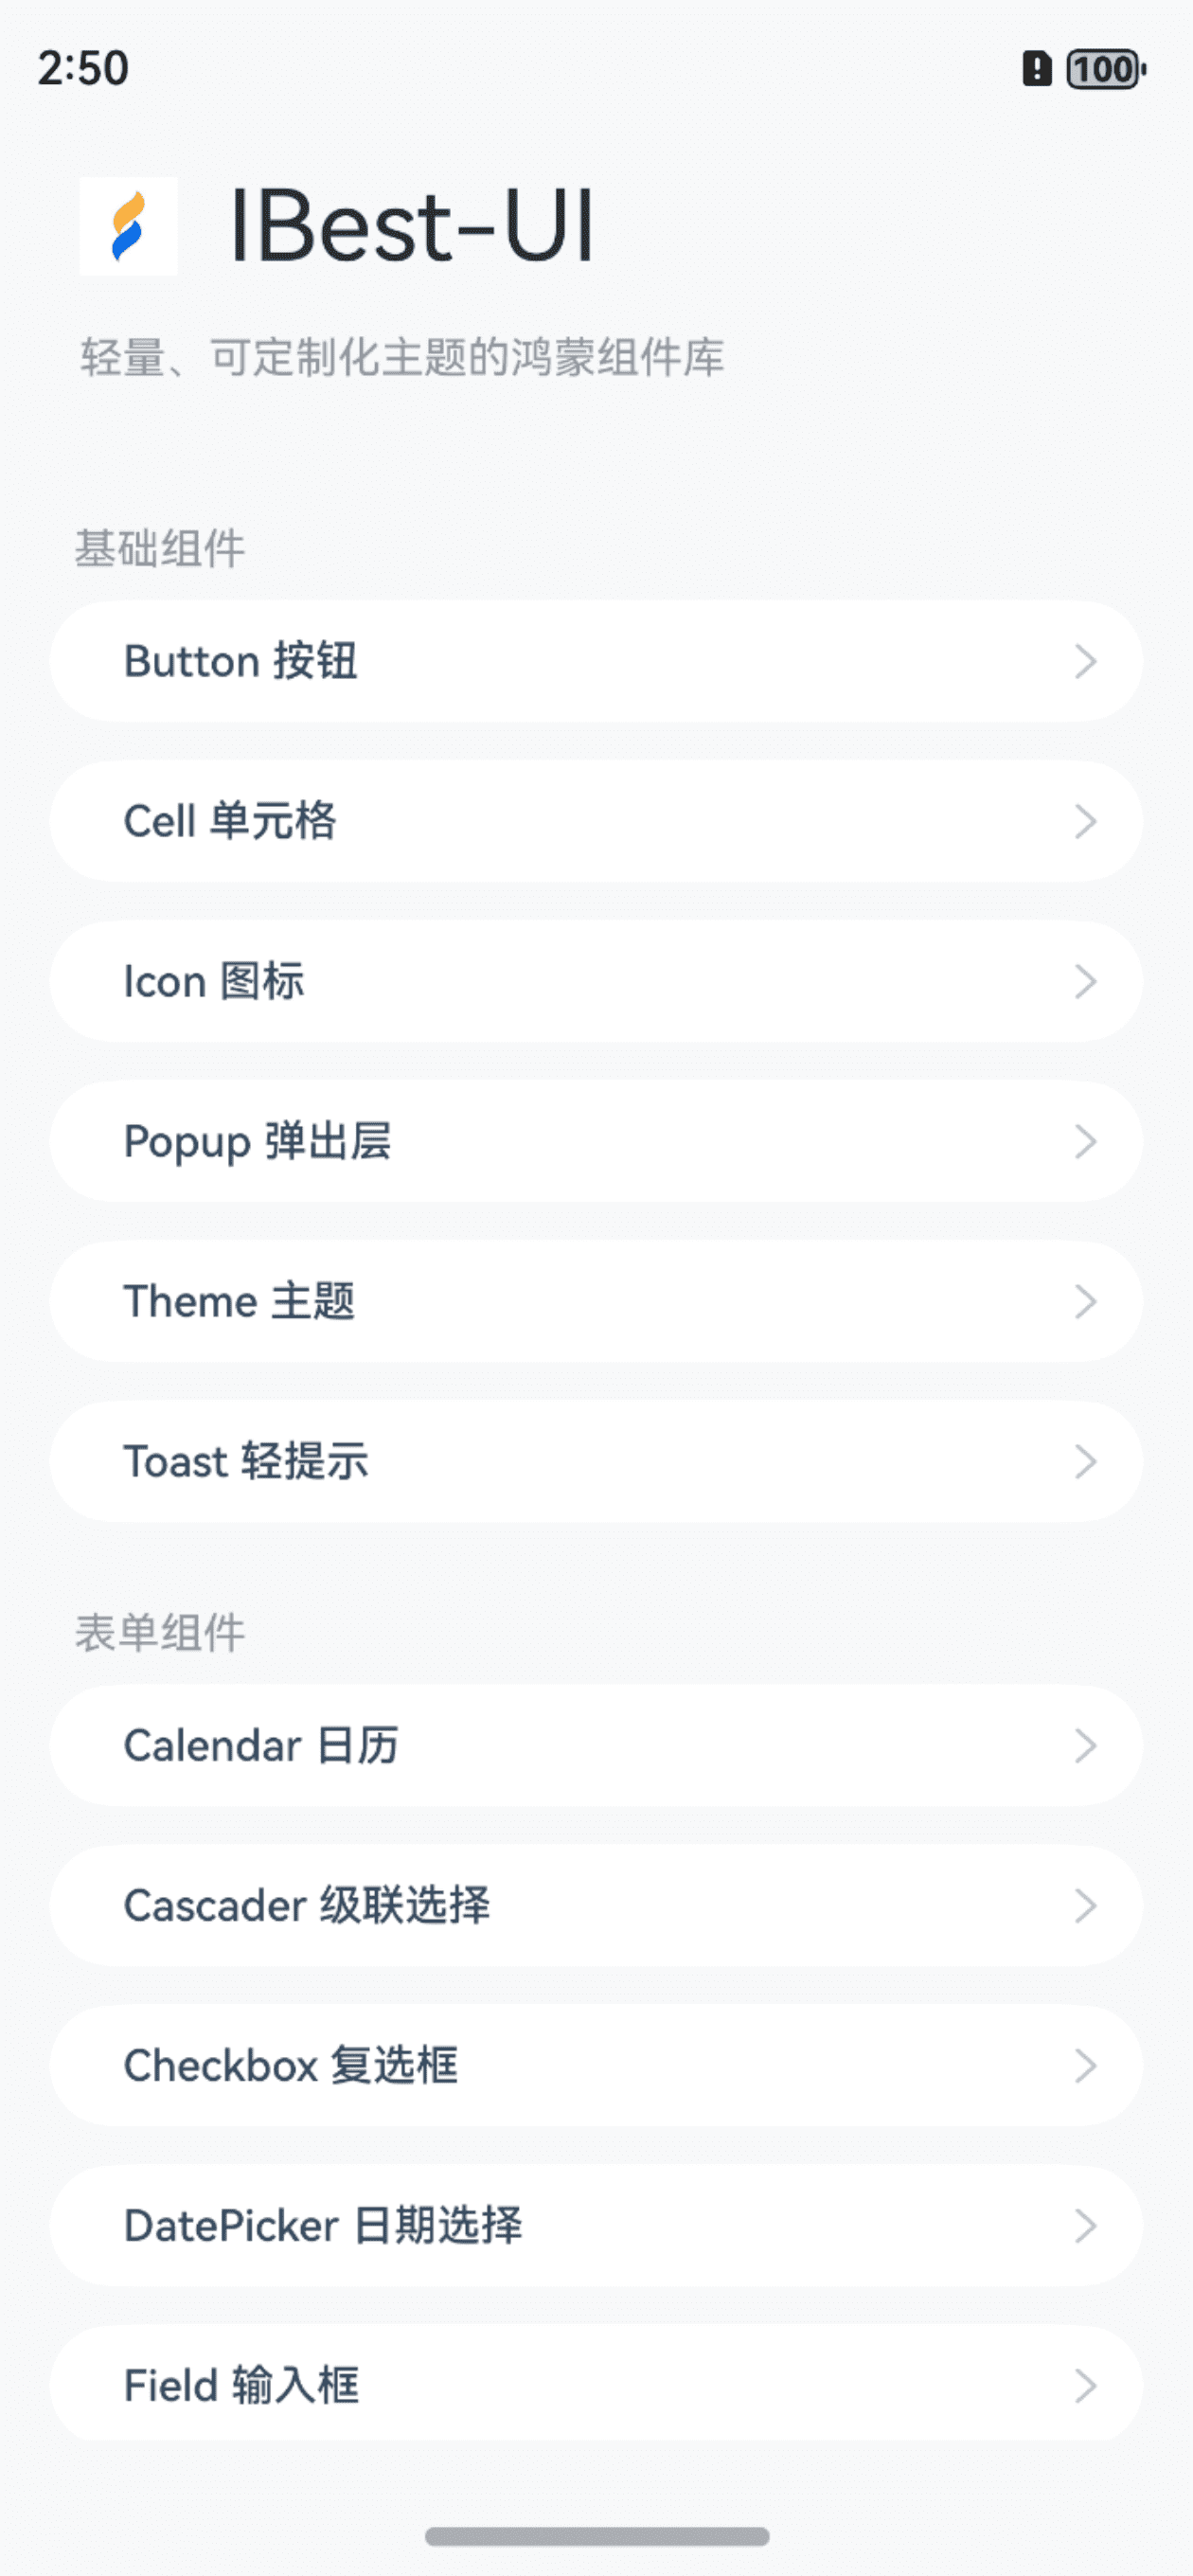 2:50
100
IBest-UI
轻量、可定制化主题的鸿蒙组件库
基础组件
Button 按钮
Cell 单元格
Icon 图标
Popup 弹出层
Theme 主题
Toast 轻提示
表单组件
Calendar 日历
Cascader 级联选择
Checkbox 复选框
DatePicker 日期选择
Field 输入框